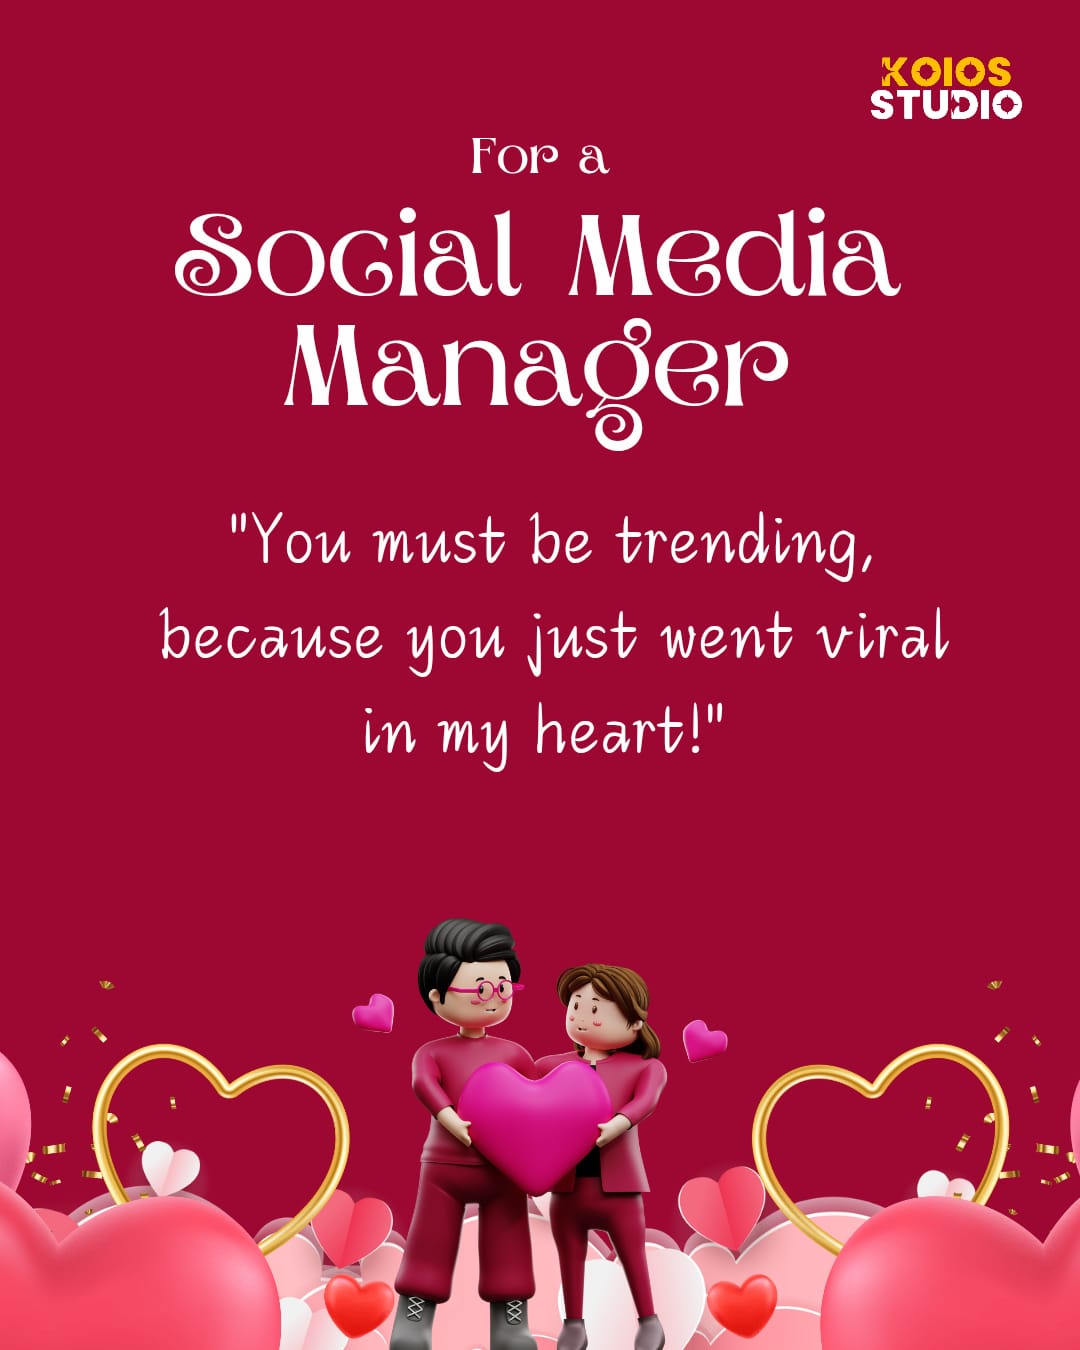 KOIOS
STUDIO
For a
Social Media
Manager
"You must be trending,
because you just went viral
in my heart!"